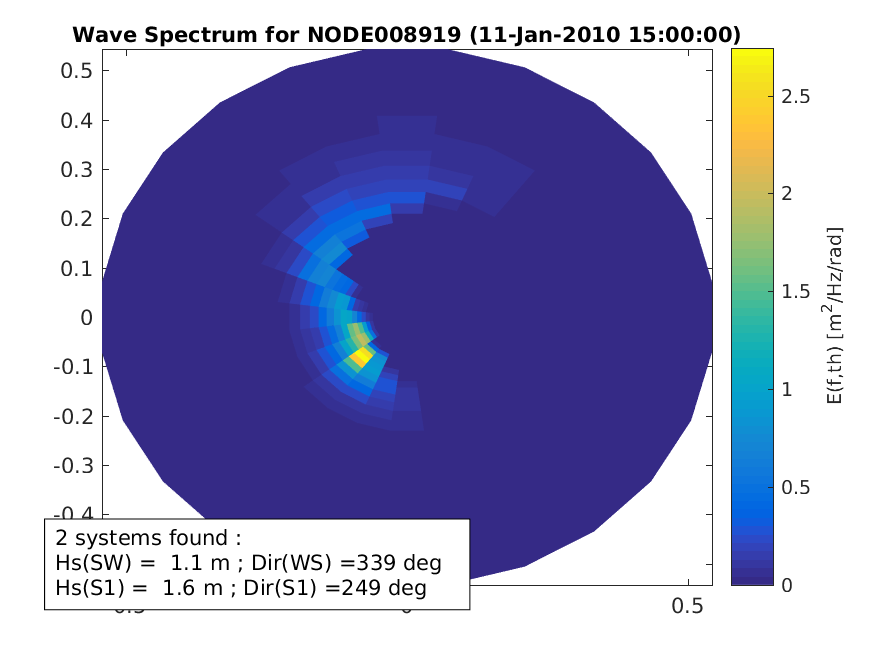 Wave Spectrum for NODE008919 (11-Jan-2010 15:00:00)
0.5
0.4
0.3
0.2
0.1
0
-0.1
-0.2
-0.3
-0.4
2 systems found :
Hs(SW) =  1.1 m ; Dir(WS) =339 deg
Hs(S1) =  1.6 m ; Dir(S1) =249 deg
-0.5 0 0.5
2.5
2
1.5
1
0.5
0
E(f,th) [m²/Hz/rad]